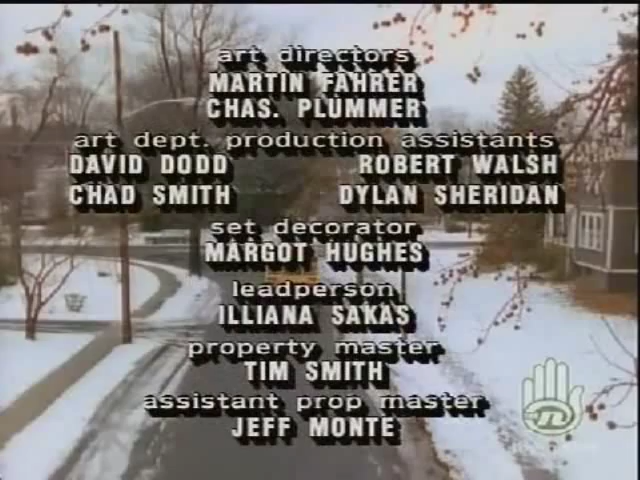 art directors
MARTIN FAHRER
CHAS. PLUMMER
art dept. production assistants
DAVID DODD ROBERT WALSH
CHAD SMITH DYLAN SHERIDAN
set decorator
MARGOT HUGHES
leadperson
ILLIANA SAKAS
property master
TIM SMITH
assistant prop master
JEFF MONTE